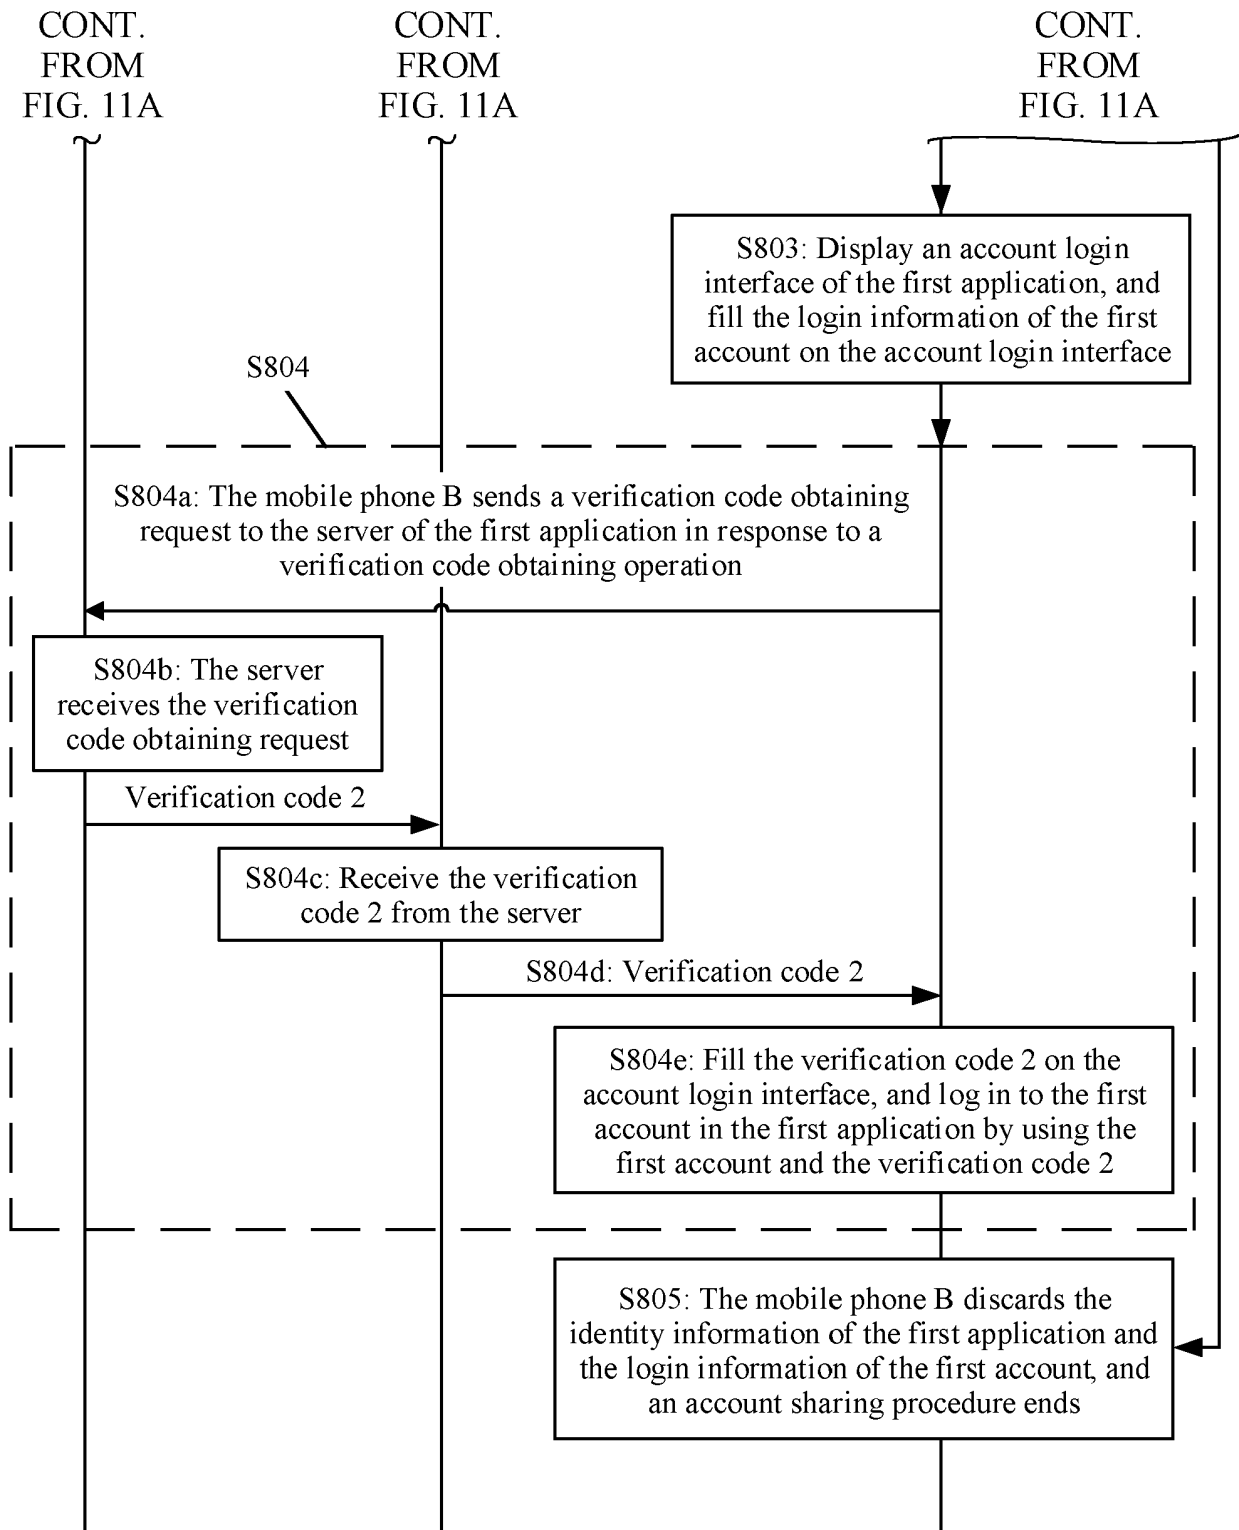 CONT.
FROM
FIG. 11A
CONT.
FROM
FIG. 11A
CONT.
FROM
FIG. 11A
S803: Display an account login
interface of the first application, and
fill the login information of the first
account on the account login interface
S804
S804a: The mobile phone B sends a verification code obtaining
request to the server of the first application in response to a
verification code obtaining operation
S804b: The server
receives the verification
code obtaining request
Verification code 2
S804c: Receive the verification
code 2 from the server
S804d: Verification code 2
S804e: Fill the verification code 2 on the
account login interface, and log in to the first
account in the first application by using the
first account and the verification code 2
S805: The mobile phone B discards the
identity information of the first application and
the login information of the first account, and
an account sharing procedure ends